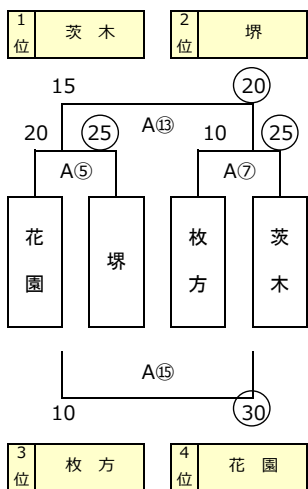 1位 茨木 2位 堺
15 20
A⑬
20 25 10 25
A⑤ A⑦
花園 堺 枚方 茨木
A⑮
10 30
3位 枚方 4位 花園